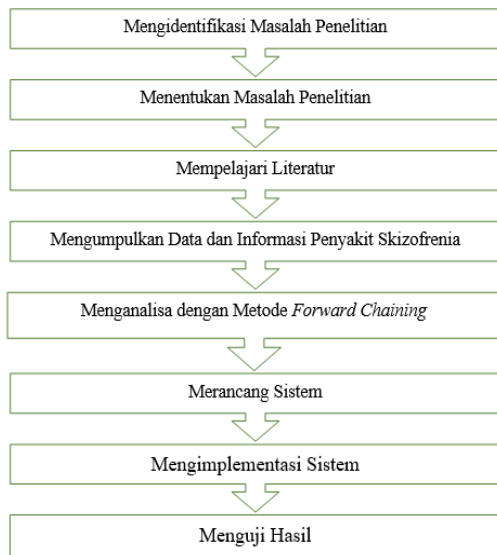 Mengidentifikasi Masalah Penelitian
Menentukan Masalah Penelitian
Mempelajari Literatur
Mengumpulkan Data dan Informasi Penyakit Skizofrenia
Menganalisa dengan Metode Forward Chaining
Merancang Sistem
Mengimplementasi Sistem
Menguji Hasil